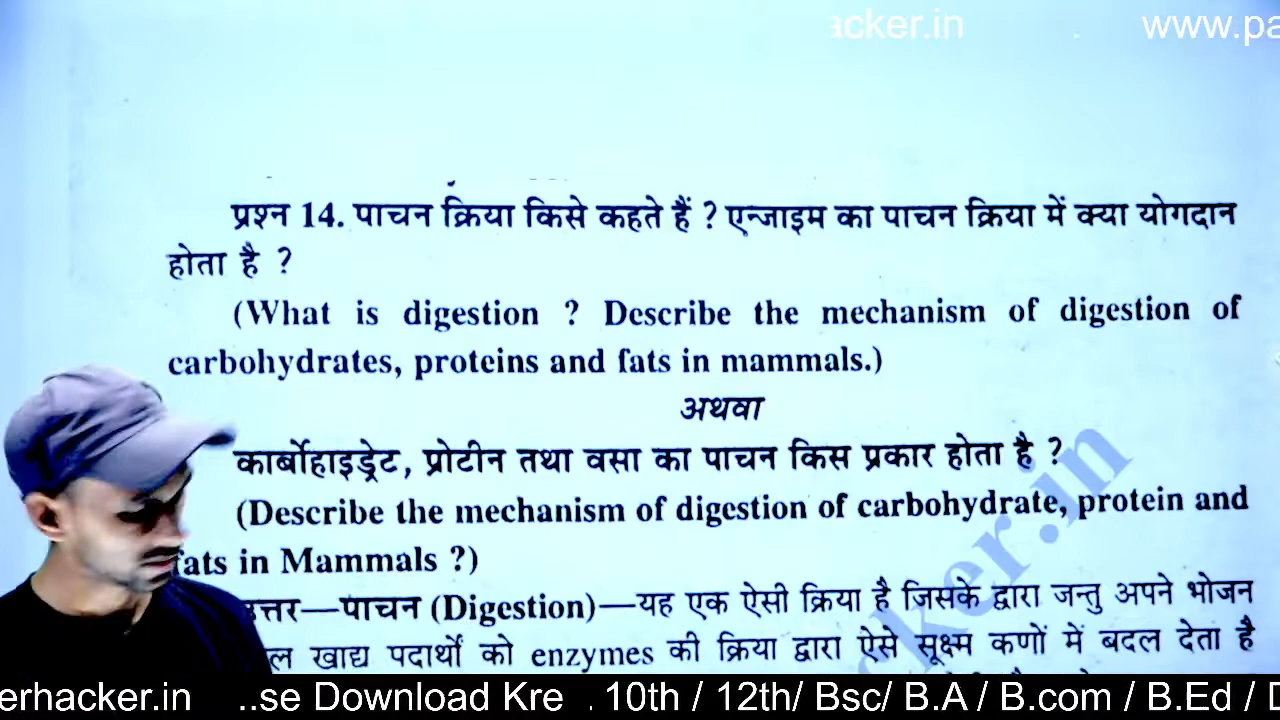 acker.in . www.pa
प्रश्न 14. पाचन क्रिया किसे कहते हैं ? एन्जाइम का पाचन क्रिया में क्या योगदान
होता है ?
(What is digestion ? Describe the mechanism of digestion of
carbohydrates, proteins and fats in mammals.)
अथवा
कार्बोहाइड्रेट, प्रोटीन तथा वसा का पाचन किस प्रकार होता है ?
(Describe the mechanism of digestion of carbohydrate, protein and
fats in Mammals ?)
उत्तर—पाचन (Digestion)—यह एक ऐसी क्रिया है जिसके द्वारा जन्तु अपने भोजन
खाद्य पदार्थों को enzymes की क्रिया द्वारा ऐसे सूक्ष्म कणों में बदल देता है
cker.in
erhacker.in ..se Download Kre . 10th / 12th/ Bsc/ B.A / B.com / B.Ed / D